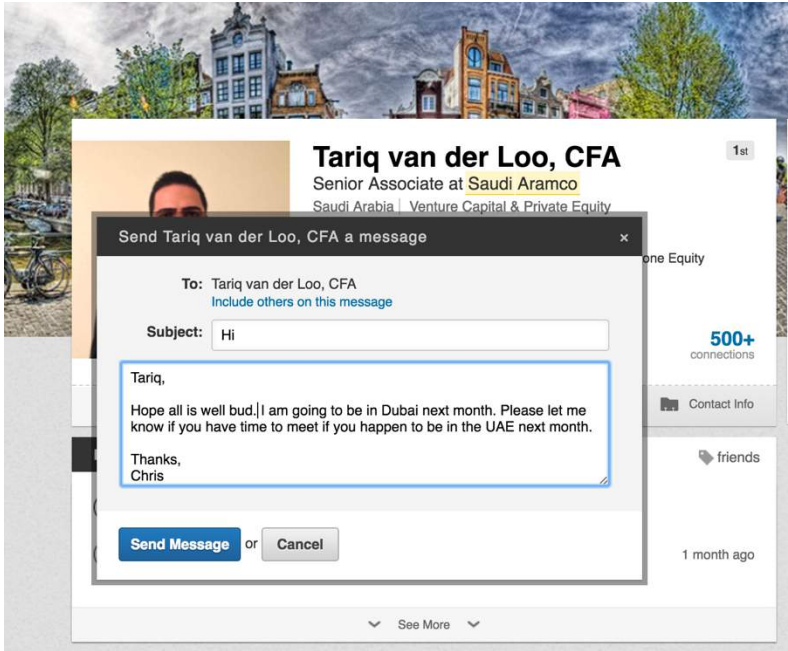 Tariq van der Loo, CFA
1st
Senior Associate at Saudi Aramco
Saudi Arabia | Venture Capital & Private Equity
one Equity
500+
connections
Contact Info
Send Tariq van der Loo, CFA a message ×
To: Tariq van der Loo, CFA
Include others on this message
Subject: Hi
Tariq,
Hope all is well bud. I am going to be in Dubai next month. Please let me
know if you have time to meet if you happen to be in the UAE next month.
Thanks,
Chris
Send Message or Cancel
friends
1 month ago
See More